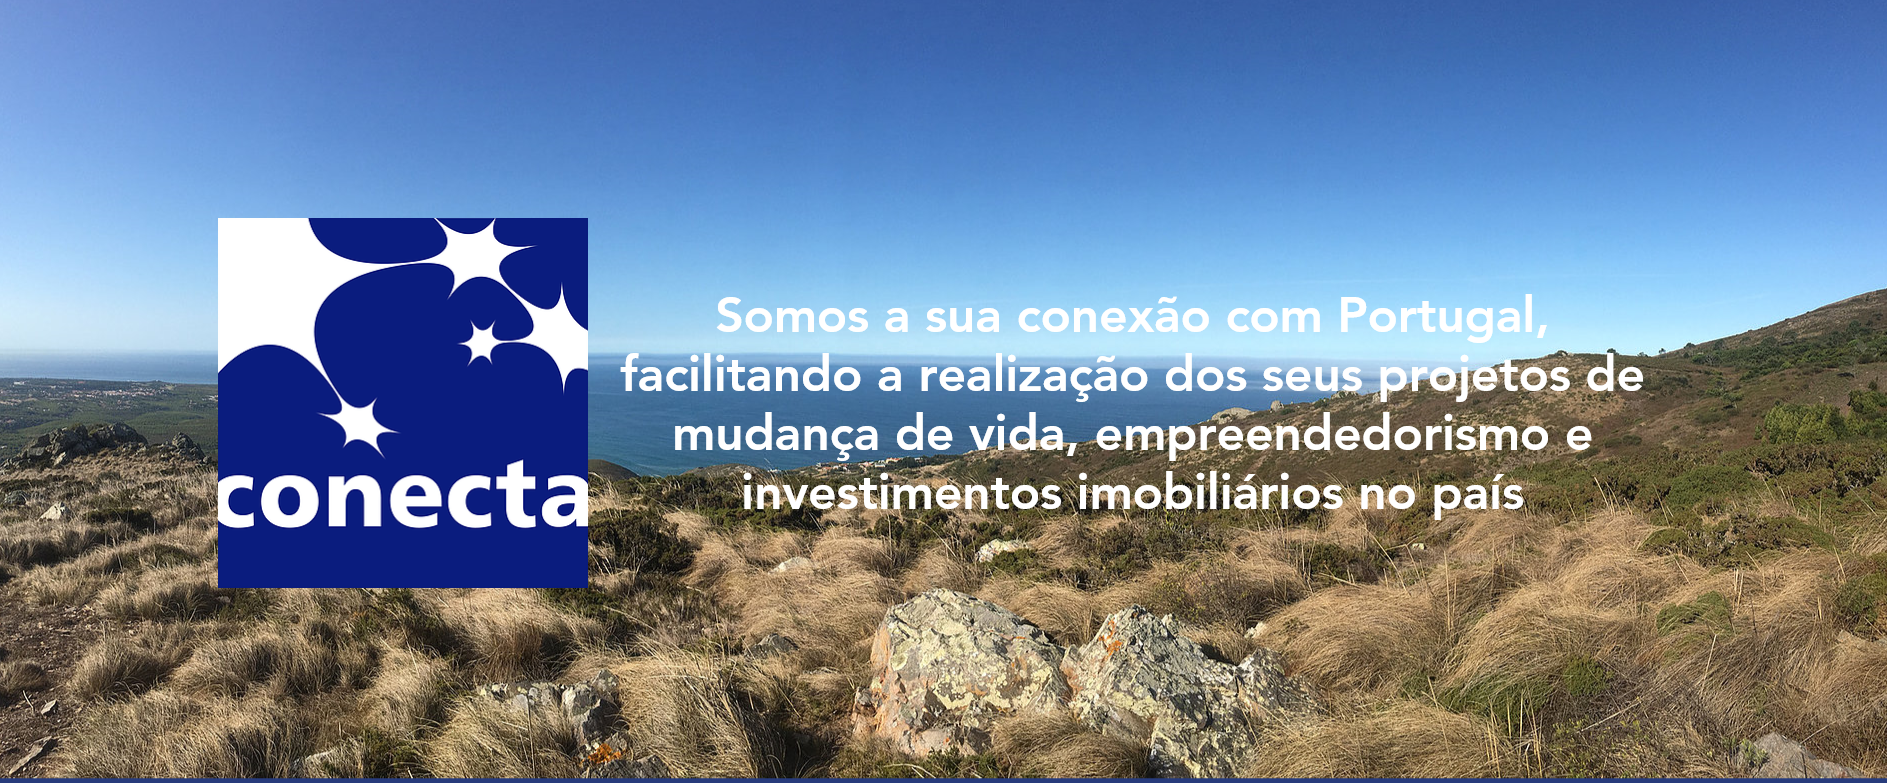 conecta
Somos a sua conexão com Portugal,
facilitando a realização dos seus projetos de
mudança de vida, empreendedorismo e
investimentos imobiliários no país